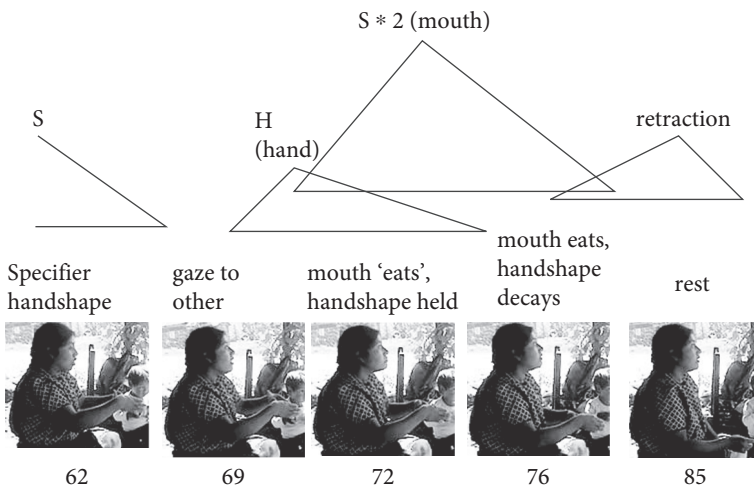 S * 2 (mouth)
S
H
(hand)
retraction
Specifier
handshape
gaze to
other
mouth ‘eats’,
handshape held
mouth eats,
handshape
decays
rest
62
69
72
76
85